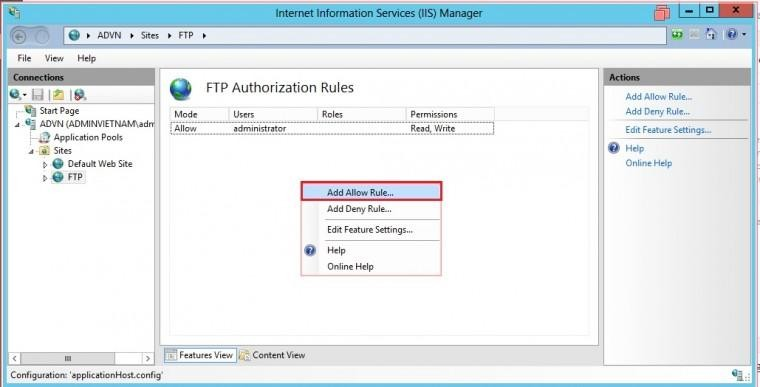 Internet Information Services (IIS) Manager
ADVN ▸ Sites ▸ FTP ▸
File View Help
Connections
Start Page
ADVN (ADMINVIETNAM\adm
Application Pools
Sites
Default Web Site
FTP
FTP Authorization Rules
Mode Users Roles Permissions
Allow administrator Read, Write
Add Allow Rule...
Add Deny Rule...
Edit Feature Settings...
Help
Online Help
Features View Content View
Actions
Add Allow Rule...
Add Deny Rule...
Edit Feature Settings...
Help
Online Help
Configuration: 'applicationHost.config'